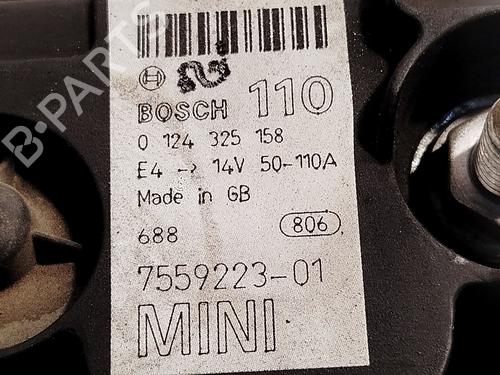 B-PARTS
BOSCH 110
0 124 325 158
E4 -> 14V 50-110A
Made in GB
688 806
7559223-01
MINI